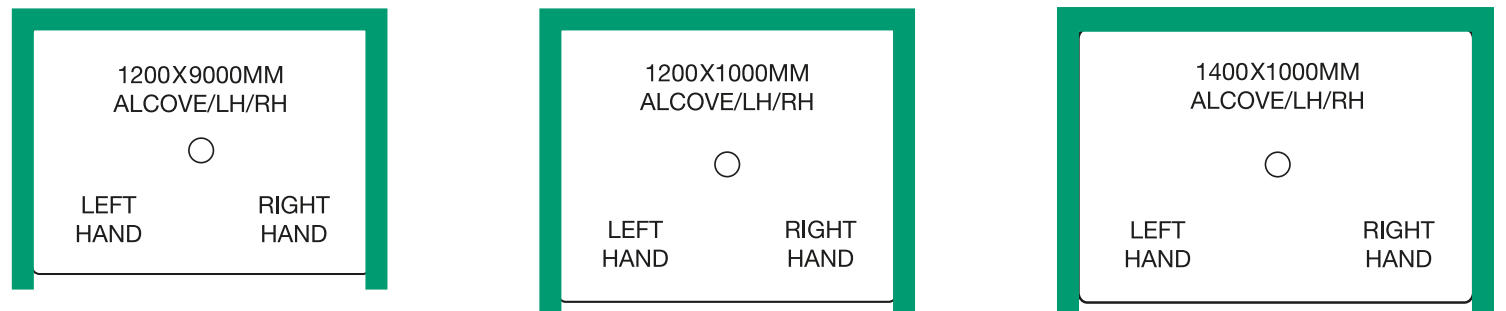 1200X9000MM
ALCOVE/LH/RH
LEFT
HAND
RIGHT
HAND
1200X1000MM
ALCOVE/LH/RH
LEFT
HAND
RIGHT
HAND
1400X1000MM
ALCOVE/LH/RH
LEFT
HAND
RIGHT
HAND